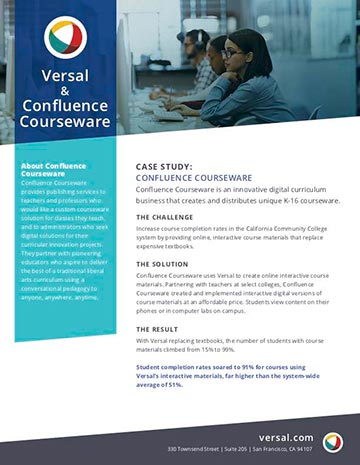 Versal
&
Confluence
Courseware
About Confluence
Courseware
Confluence Courseware
provides publishing services to
teachers and professors who
would like a custom courseware
solution for classes they teach,
and to administrators who seek
digital solutions for their
curricular innovation projects.
They partner with pioneering
educators who aspire to deliver
the best of a traditional liberal
arts curriculum using a
conversational pedagogy to
anyone, anywhere, anytime.
CASE STUDY:
CONFLUENCE COURSEWARE
Confluence Courseware is an innovative digital curriculum
business that creates and distributes unique K-16 courseware.
THE CHALLENGE
Increase course completion rates in the California Community College
system by providing online, interactive course materials that replace
expensive textbooks.
THE SOLUTION
Confluence Courseware uses Versal to create online interactive course
materials. Partnering with teachers at select colleges, Confluence
Courseware created and implemented interactive digital versions of
course materials at an affordable price. Students view content on their
phones or in computer labs on campus.
THE RESULT
With Versal replacing textbooks, the number of students with course
materials climbed from 15% to 99%.
Student completion rates soared to 91% for courses using
Versal's interactive materials, far higher than the system-wide
average of 51%.
versal.com
330 Townsend Street | Suite 205 | San Francisco, CA 94107